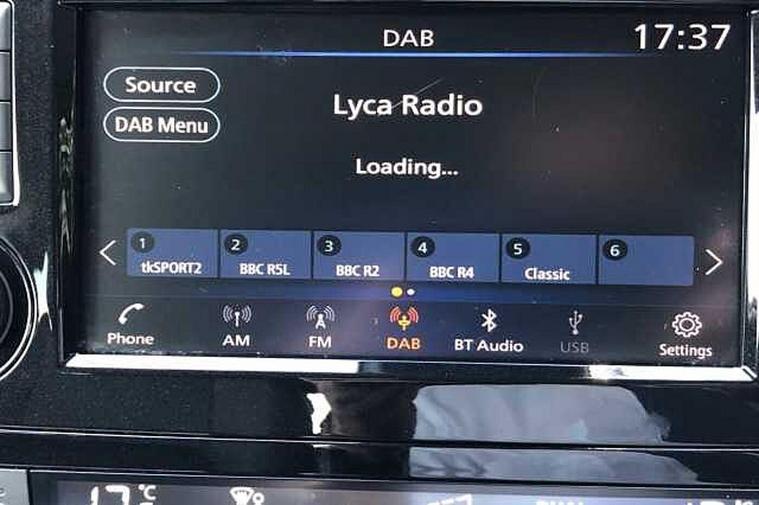 DAB
17:37
Source
Lyca Radio
DAB Menu
Loading...
1 2 3 4 5 6
tkSPORT2 BBC R5L BBC R2 BBC R4 Classic
Phone AM FM DAB BT Audio USB Settings
17 °C